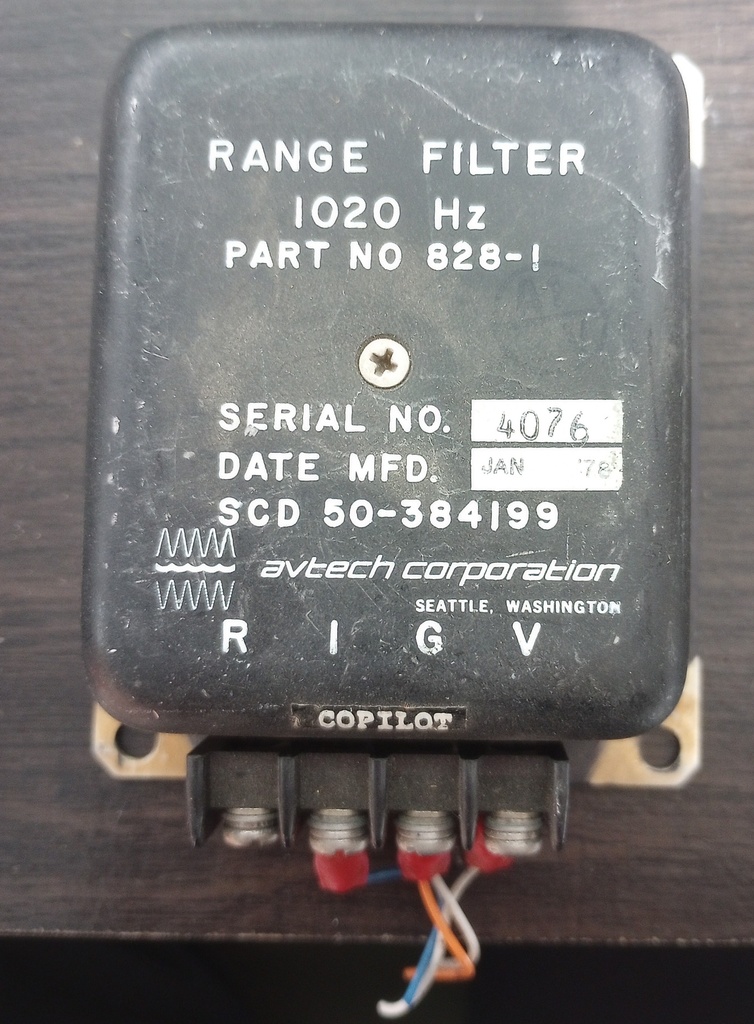 RANGE FILTER
1020 Hz
PART NO 828-1
SERIAL NO. 4076
DATE MFD. JAN '78
SCD 50-384199
avtech corporation
SEATTLE, WASHINGTON
R I G V
COPILOT